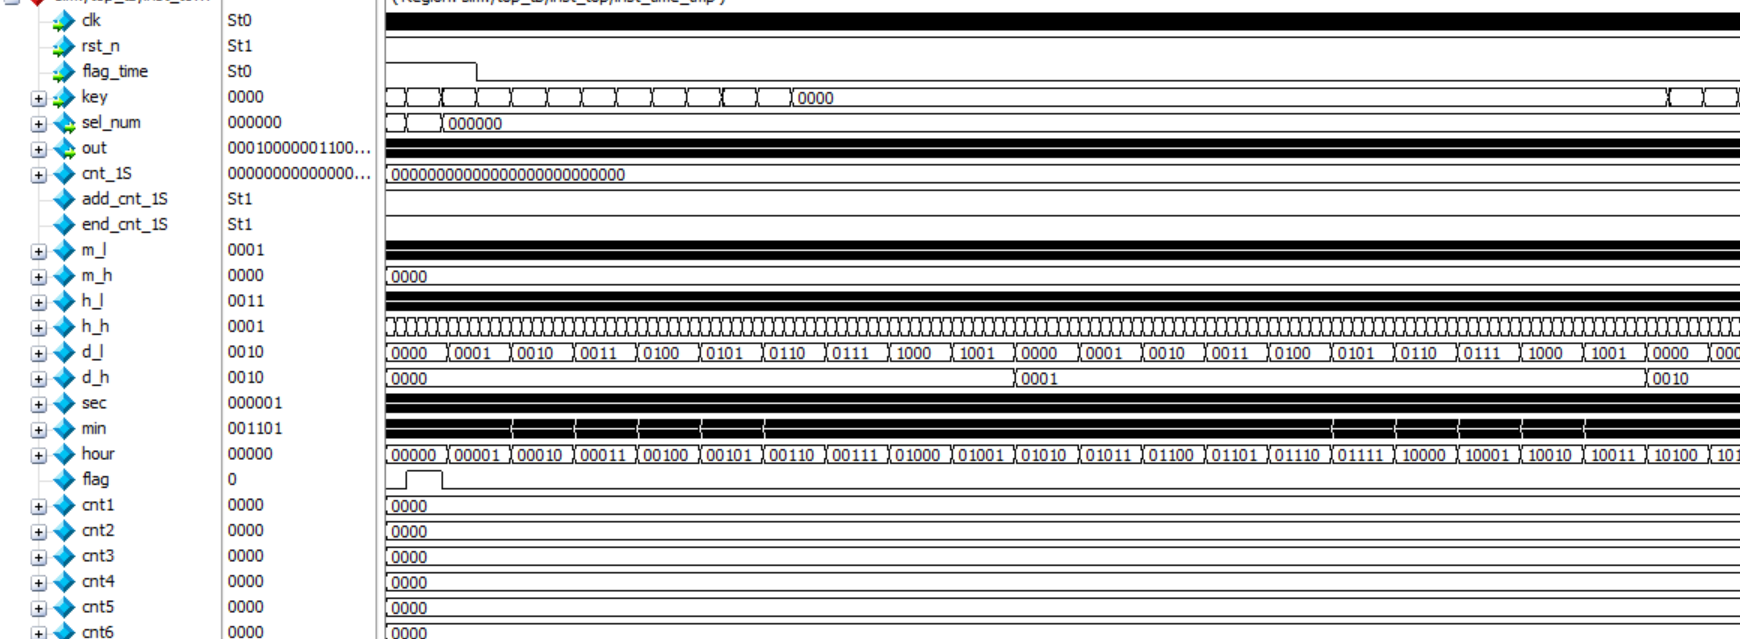 clk St0
rst_n St1
flag_time St0
key 0000 0000
sel_num 000000 000000
out 00010000001100...
cnt_1S 00000000000000... 00000000000000000000000000
add_cnt_1S St1
end_cnt_1S St1
m_l 0001
m_h 0000 0000
h_l 0011
h_h 0001
d_l 0010 0000 0001 0010 0011 0100 0101 0110 0111 1000 1001 0000 0001 0010 0011 0100 0101 0110 0111 1000 1001 0000 000
d_h 0010 0000 0001 0010
sec 000001
min 001101
hour 00000 00000 00001 00010 00011 00100 00101 00110 00111 01000 01001 01010 01011 01100 01101 01110 01111 10000 10001 10010 10011 10100 101
flag 0
cnt1 0000 0000
cnt2 0000 0000
cnt3 0000 0000
cnt4 0000 0000
cnt5 0000 0000
cnt6 0000 0000